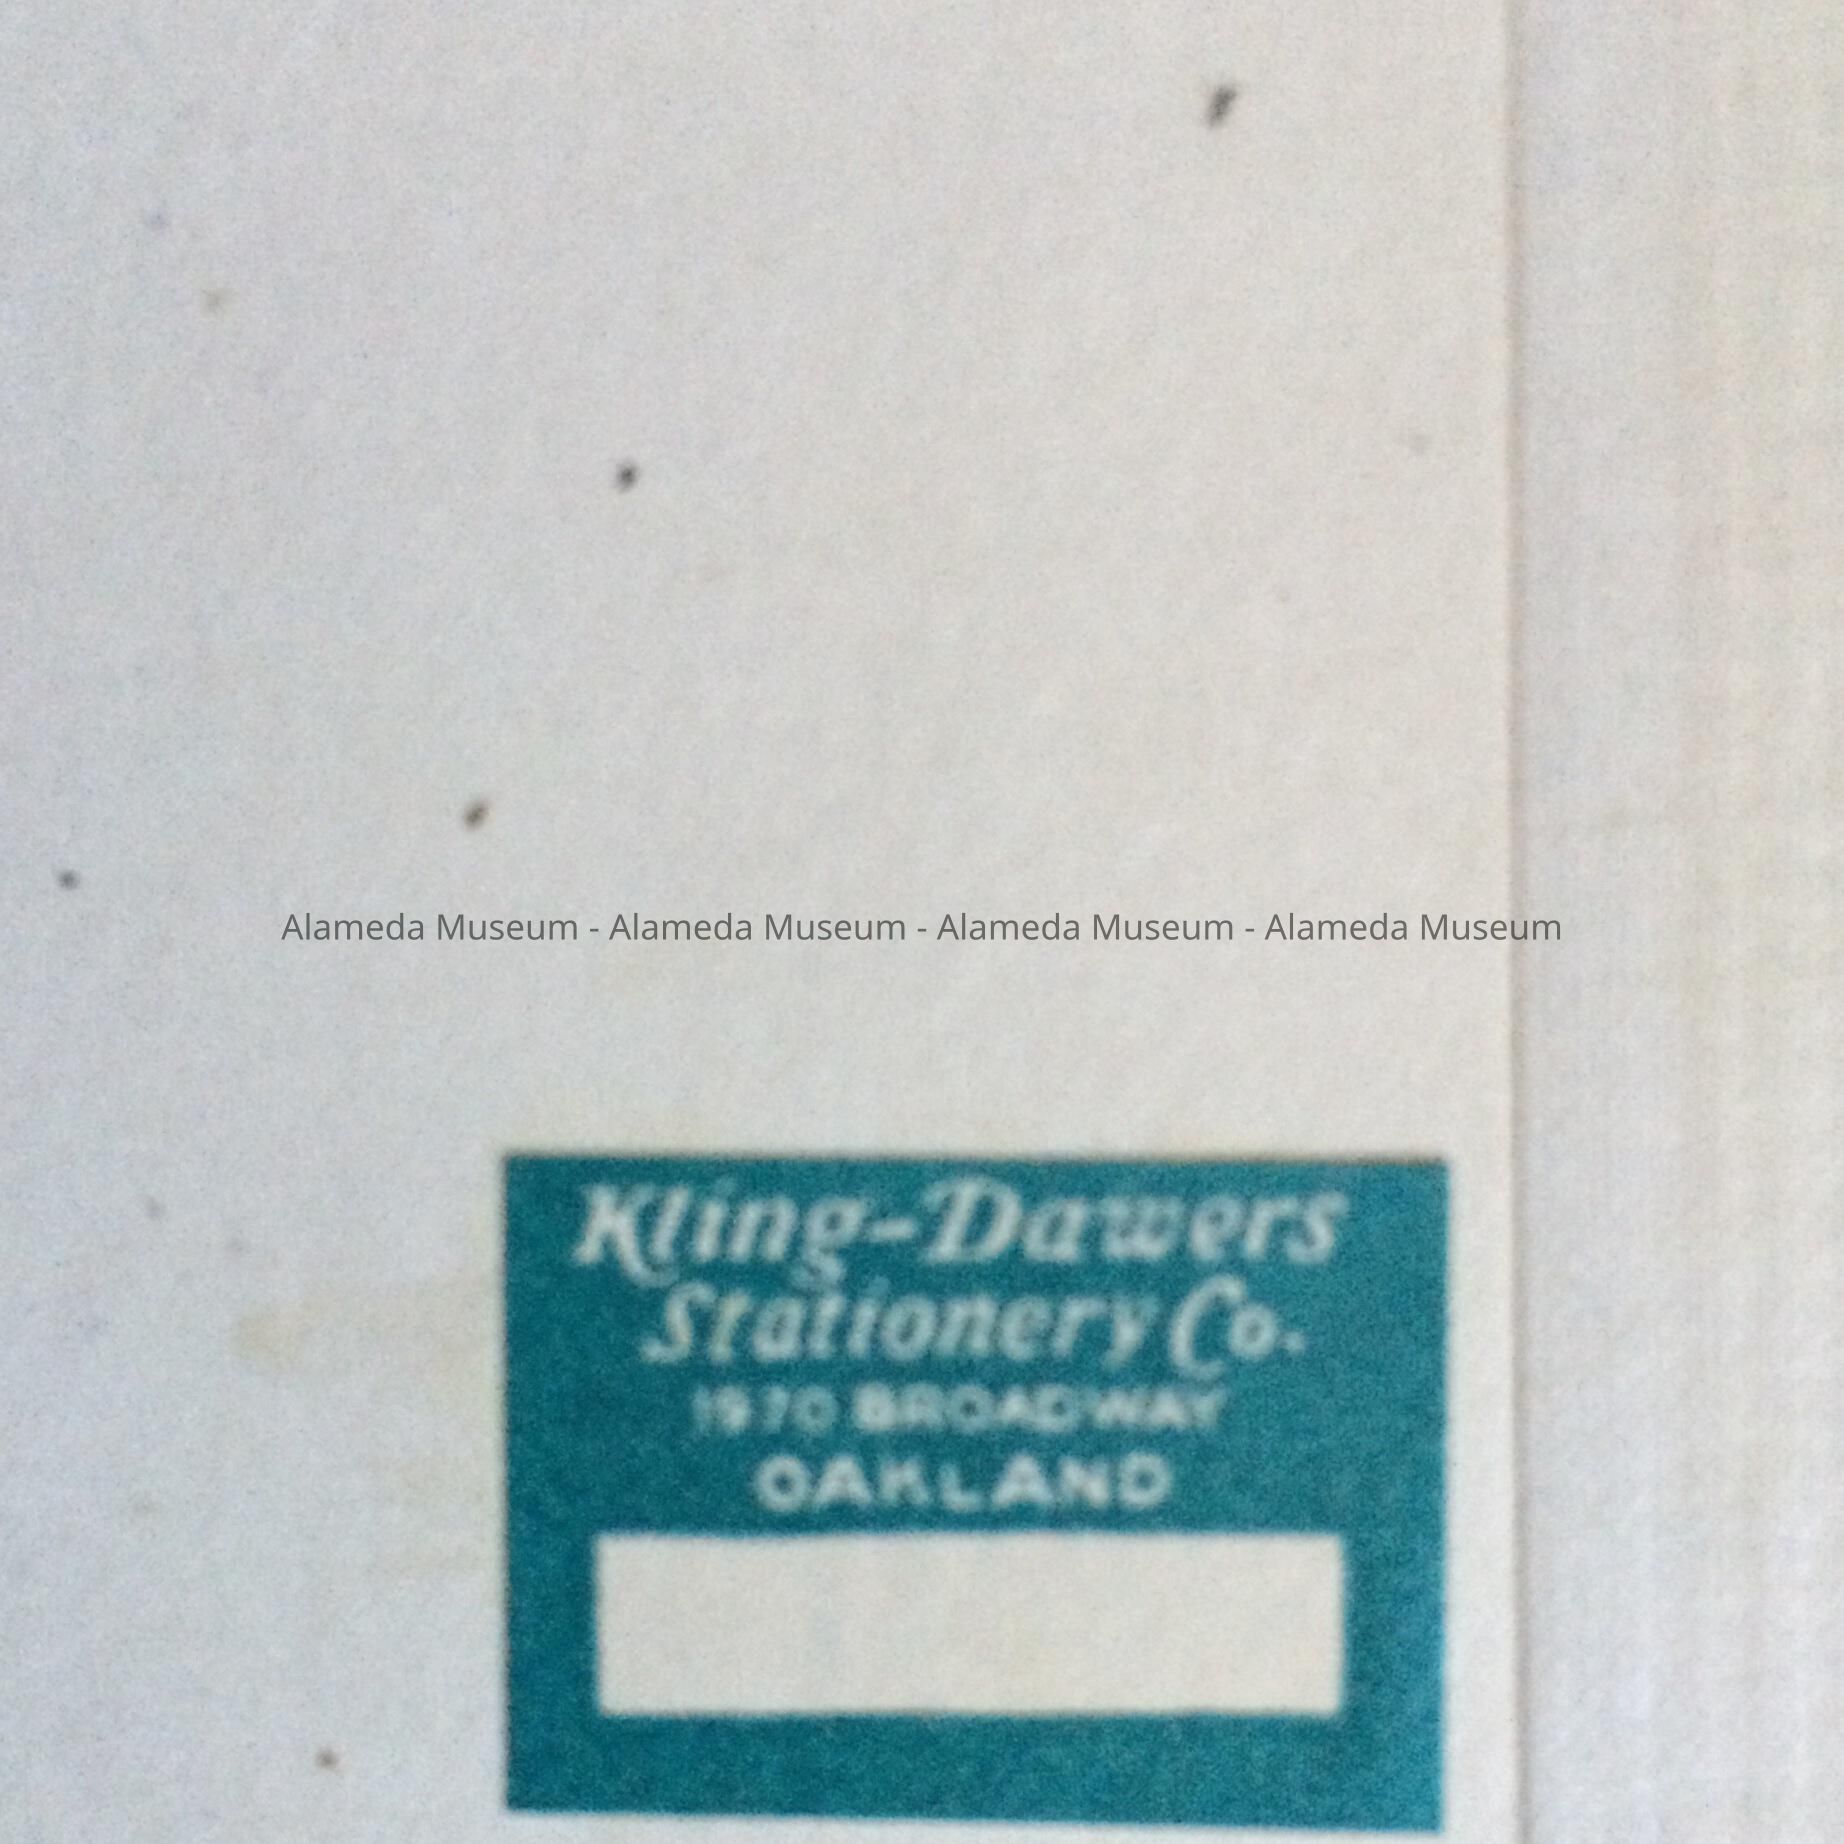 Alameda Museum - Alameda Museum - Alameda Museum - Alameda Museum
Kling-Dawers
Stationery Co.
1970 BROADWAY
OAKLAND